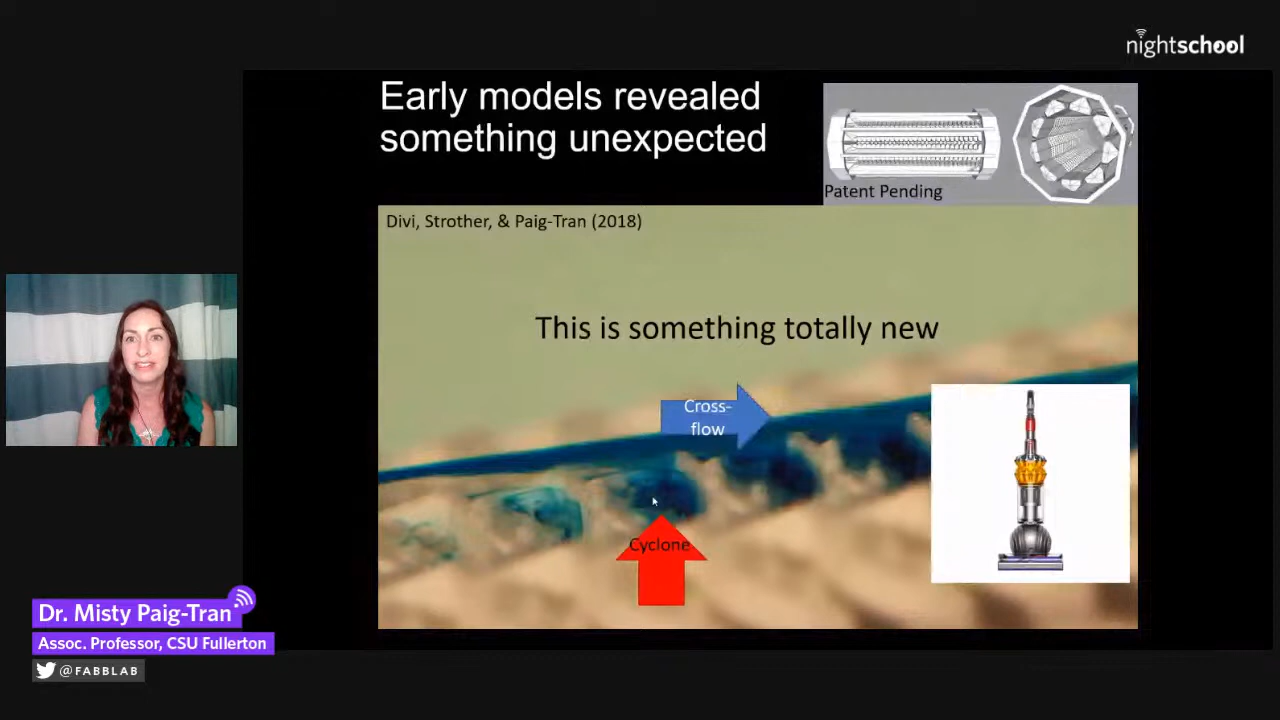 nightschool
Early models revealed
something unexpected
Patent Pending
Divi, Strother, & Paig-Tran (2018)
This is something totally new
Cross-
flow
Cyclone
Dr. Misty Paig-Tran
Assoc. Professor, CSU Fullerton
@FABBLAB